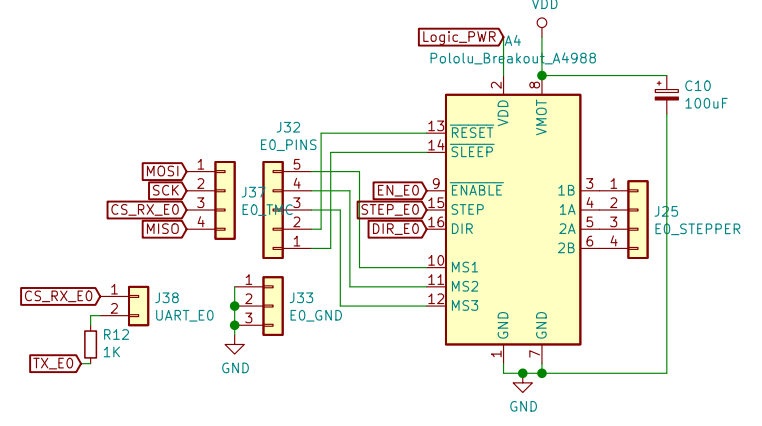 VDD
Logic_PWR
A4
Pololu_Breakout_A4988
2
8
C10
100uF
VDD
VMOT
J32
E0_PINS
13
RESET
14
SLEEP
MOSI
1
SCK
2
CS_RX_E0
3
MISO
4
J37
E0_TMC
5
4
3
2
1
EN_E0
9
ENABLE
STEP_E0
15
STEP
DIR_E0
16
DIR
1B
3
1
1A
4
2
2A
5
3
2B
6
4
J25
E0_STEPPER
10
MS1
11
MS2
12
MS3
CS_RX_E0
1
2
J38
UART_E0
1
2
3
J33
E0_GND
R12
1K
TX_E0
GND
GND
GND
1
7
GND